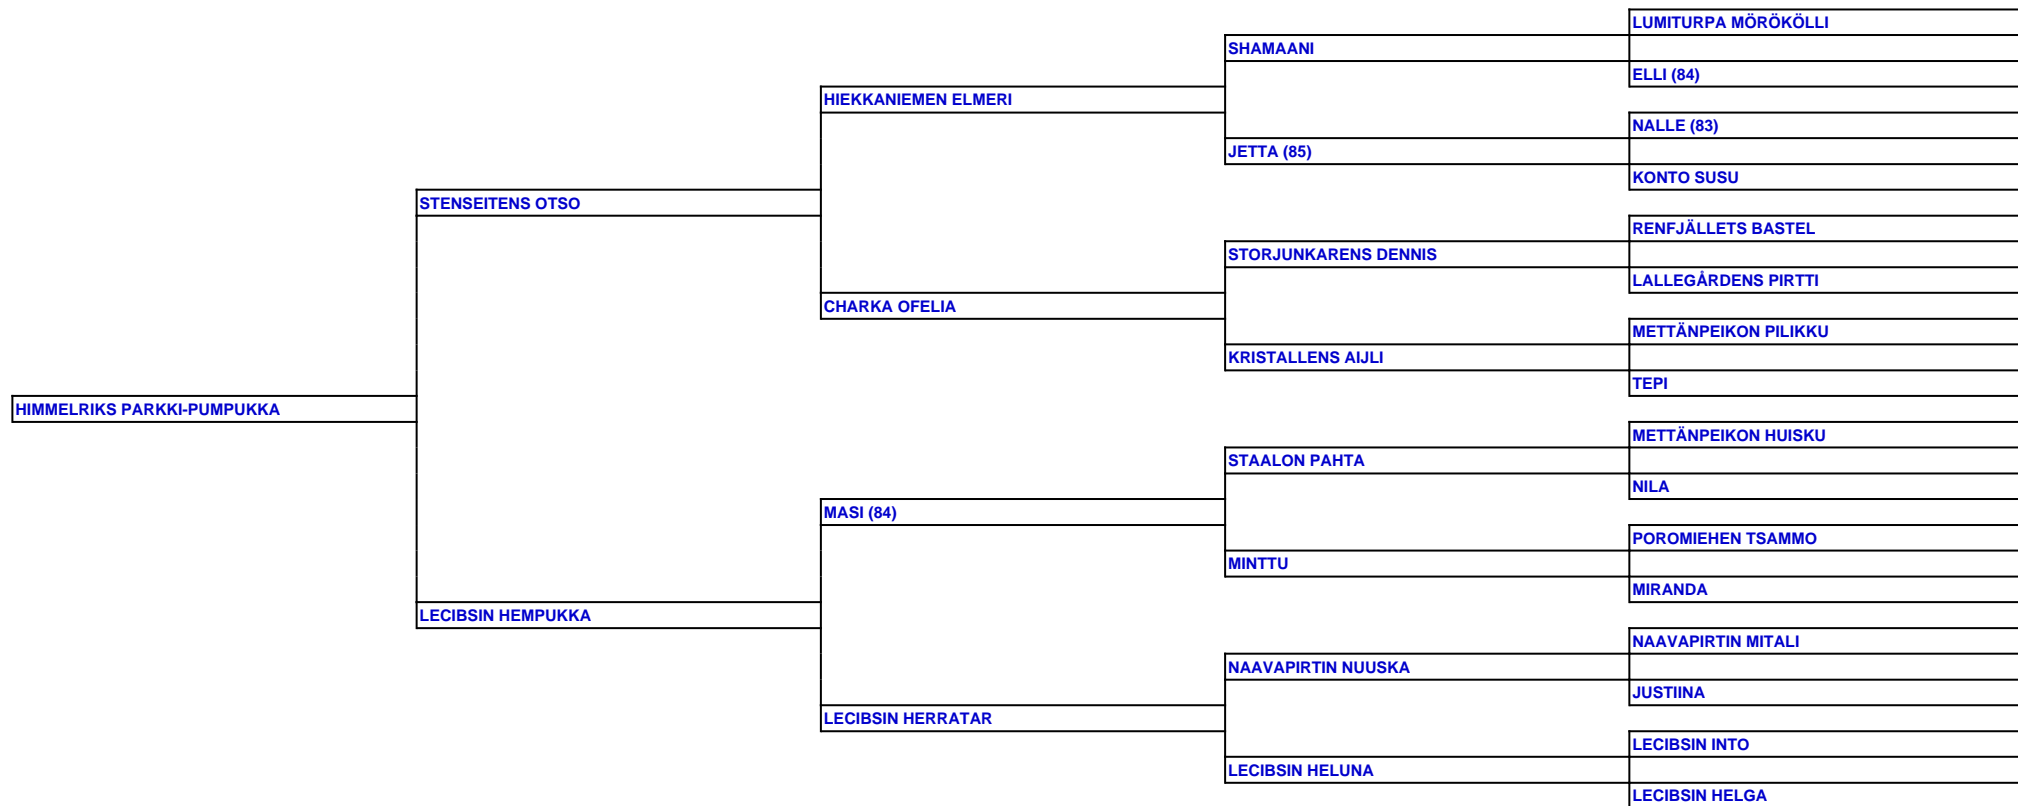 LUMITURPA MÖRÖKÖLLI
SHAMAANI
ELLI (84)
HIEKKANIEMEN ELMERI
NALLE (83)
JETTA (85)
KONTO SUSU
STENSEITENS OTSO
RENFJÄLLETS BASTEL
STORJUNKARENS DENNIS
LALLEGÅRDENS PIRTTI
CHARKA OFELIA
METTÄNPEIKON PILIKKU
KRISTALLENS AIJLI
TEPI
HIMMELRIKS PARKKI-PUMPUKKA
METTÄNPEIKON HUISKU
STAALON PAHTA
NILA
MASI (84)
POROMIEHEN TSAMMO
MINTTU
MIRANDA
LECIBSIN HEMPUKKA
NAAVAPIRTIN MITALI
NAAVAPIRTIN NUUSKA
JUSTIINA
LECIBSIN HERRATAR
LECIBSIN INTO
LECIBSIN HELUNA
LECIBSIN HELGA